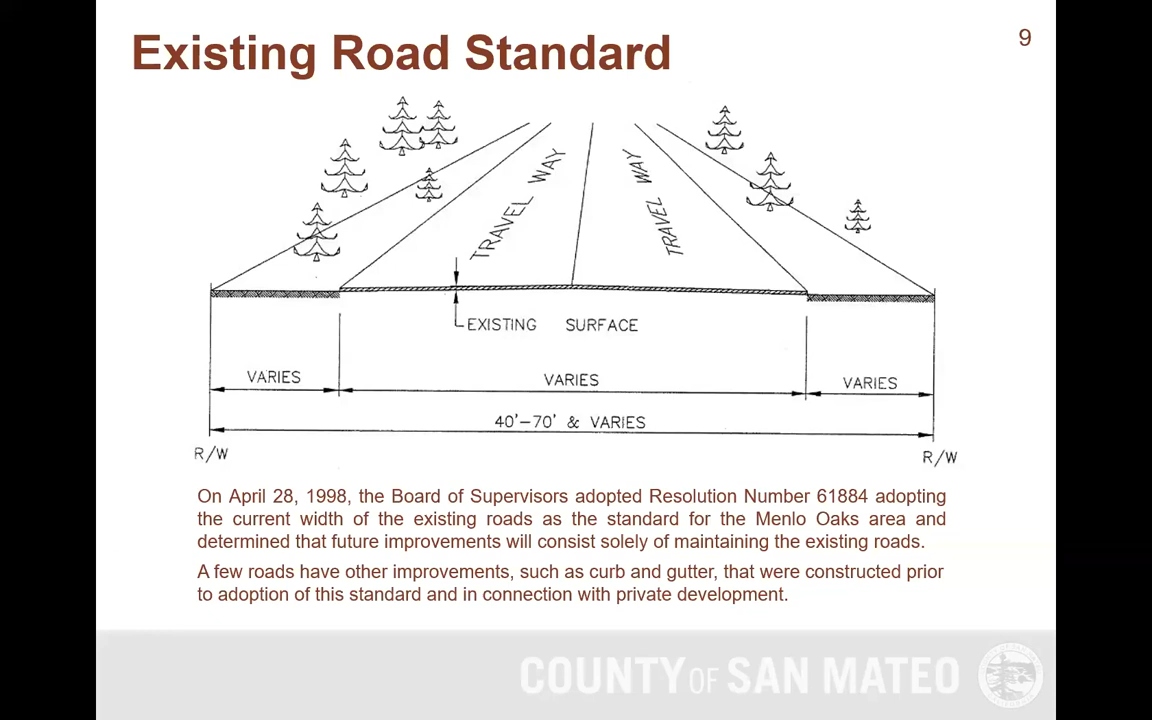 Existing Road Standard
9
TRAVEL WAY
TRAVEL WAY
EXISTING SURFACE
VARIES
VARIES
VARIES
40'-70' & VARIES
R/W
R/W
On April 28, 1998, the Board of Supervisors adopted Resolution Number 61884 adopting
the current width of the existing roads as the standard for the Menlo Oaks area and
determined that future improvements will consist solely of maintaining the existing roads.
A few roads have other improvements, such as curb and gutter, that were constructed prior
to adoption of this standard and in connection with private development.
COUNTY OF SAN MATEO